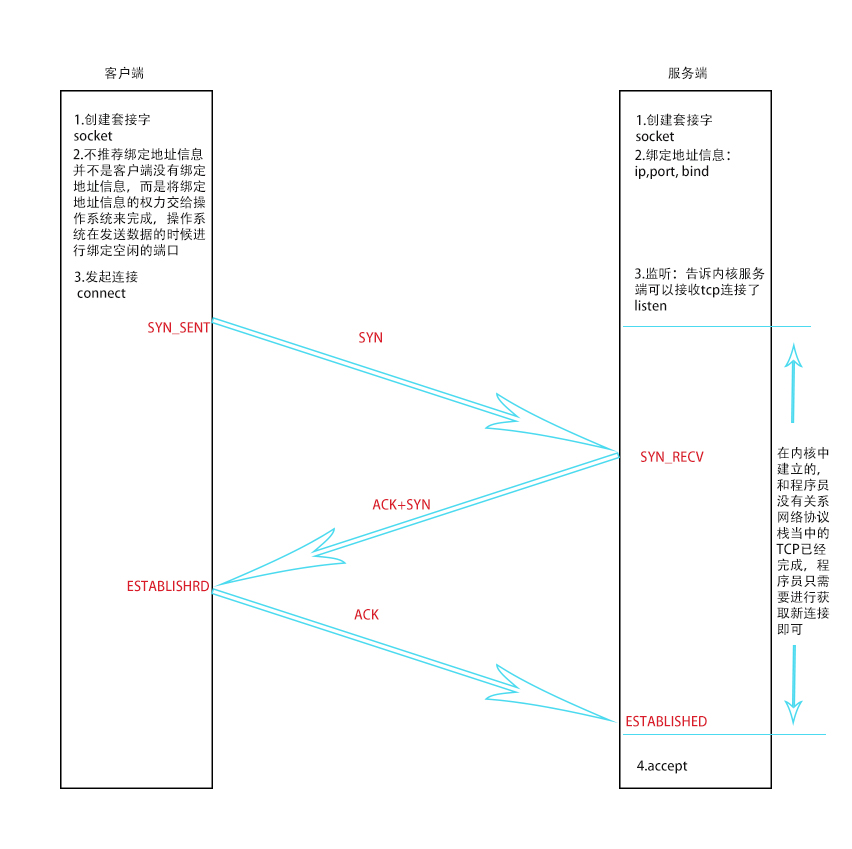 客户端
1.创建套接字
socket
2.不推荐绑定地址信息
并不是客户端没有绑定
地址信息，而是将绑定
地址信息的权力交给操
作系统来完成，操作系
统在发送数据的时候进
行绑定空闲的端口
3.发起连接
connect
SYN_SENT
SYN
ACK+SYN
ESTABLISHRD
ACK
服务端
1.创建套接字
socket
2.绑定地址信息：
ip,port, bind
3.监听：告诉内核服务
端可以接收tcp连接了
listen
SYN_RECV
ESTABLISHED
4.accept
在内核中
建立的，
和程序员
没有关系
网络协议
栈当中的
TCP已经
完成，程
序员只需
要进行获
取新连接
即可